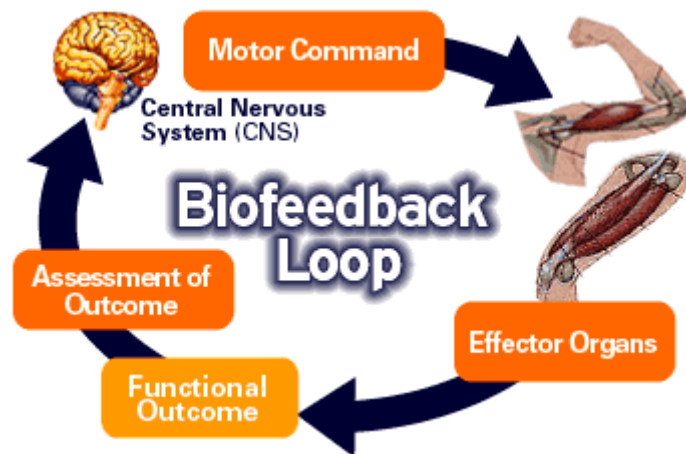 Motor Command
Central Nervous
System (CNS)
Biofeedback
Loop
Assessment of
Outcome
Effector Organs
Functional
Outcome